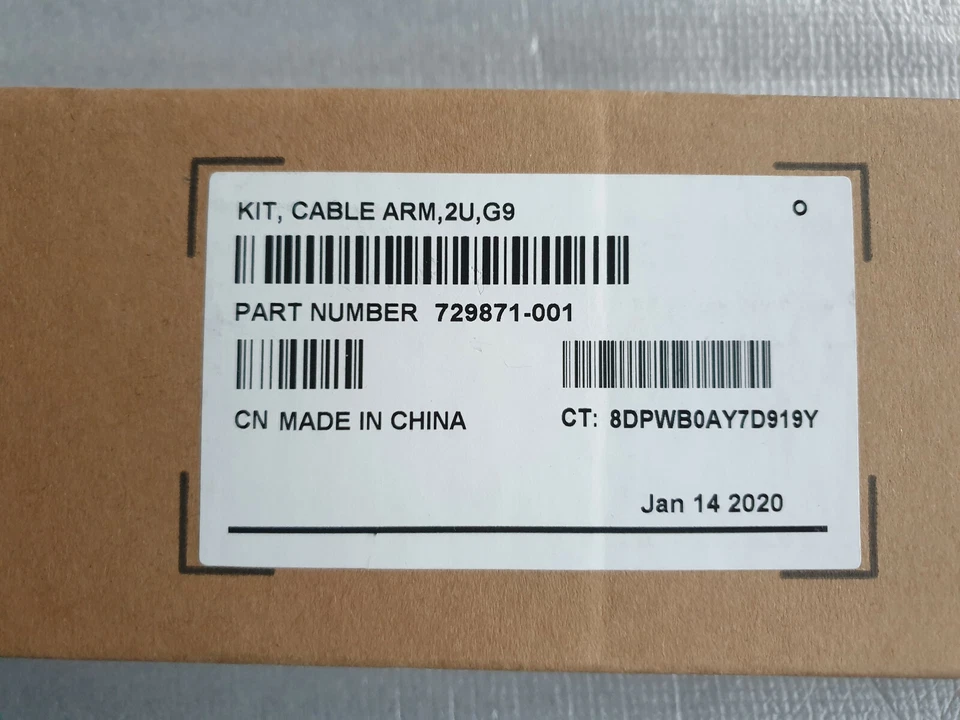 KIT, CABLE ARM,2U,G9
O
PART NUMBER 729871-001
CN MADE IN CHINA
CT: 8DPWB0AY7D919Y
Jan 14 2020